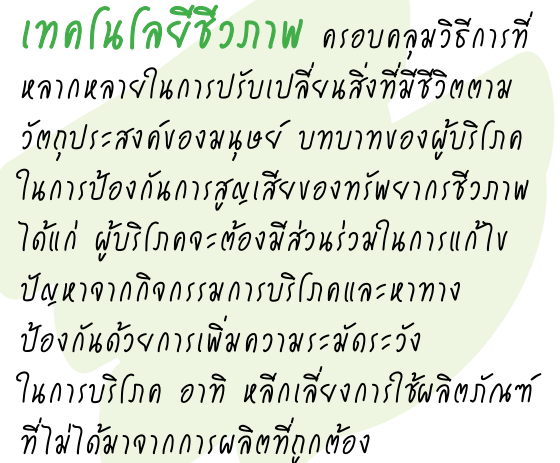 เทคโนโลยีชีวภาพ ครอบคลุมวิธีการที่
หลากหลายในการปรับเปลี่ยนสิ่งที่มีชีวิตตาม
วัตถุประสงค์ของมนุษย์ บทบาทของผู้บริโภค
ในการป้องกันการสูญเสียของทรัพยากรชีวภาพ
ได้แก่ ผู้บริโภคจะต้องมีส่วนร่วมในการแก้ไข
ปัญหาจากกิจกรรมการบริโภคและหาทาง
ป้องกันด้วยการเพิ่มความระมัดระวัง
ในการบริโภค อาทิ หลีกเลี่ยงการใช้ผลิตภัณฑ์
ที่ไม่ได้มาจากการผลิตที่ถูกต้อง